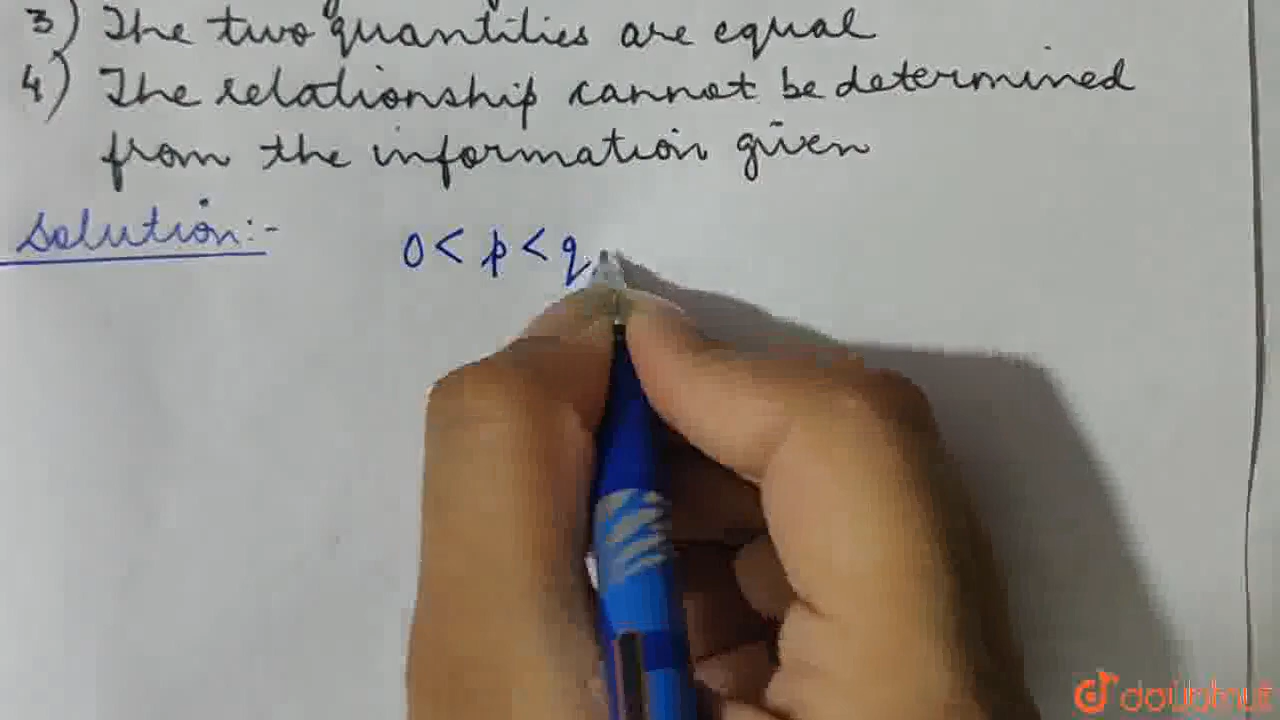 3) The two quantities are equal
4) The relationship cannot be determined
from the information given
Solution:-
0 < p < q
doubtnut